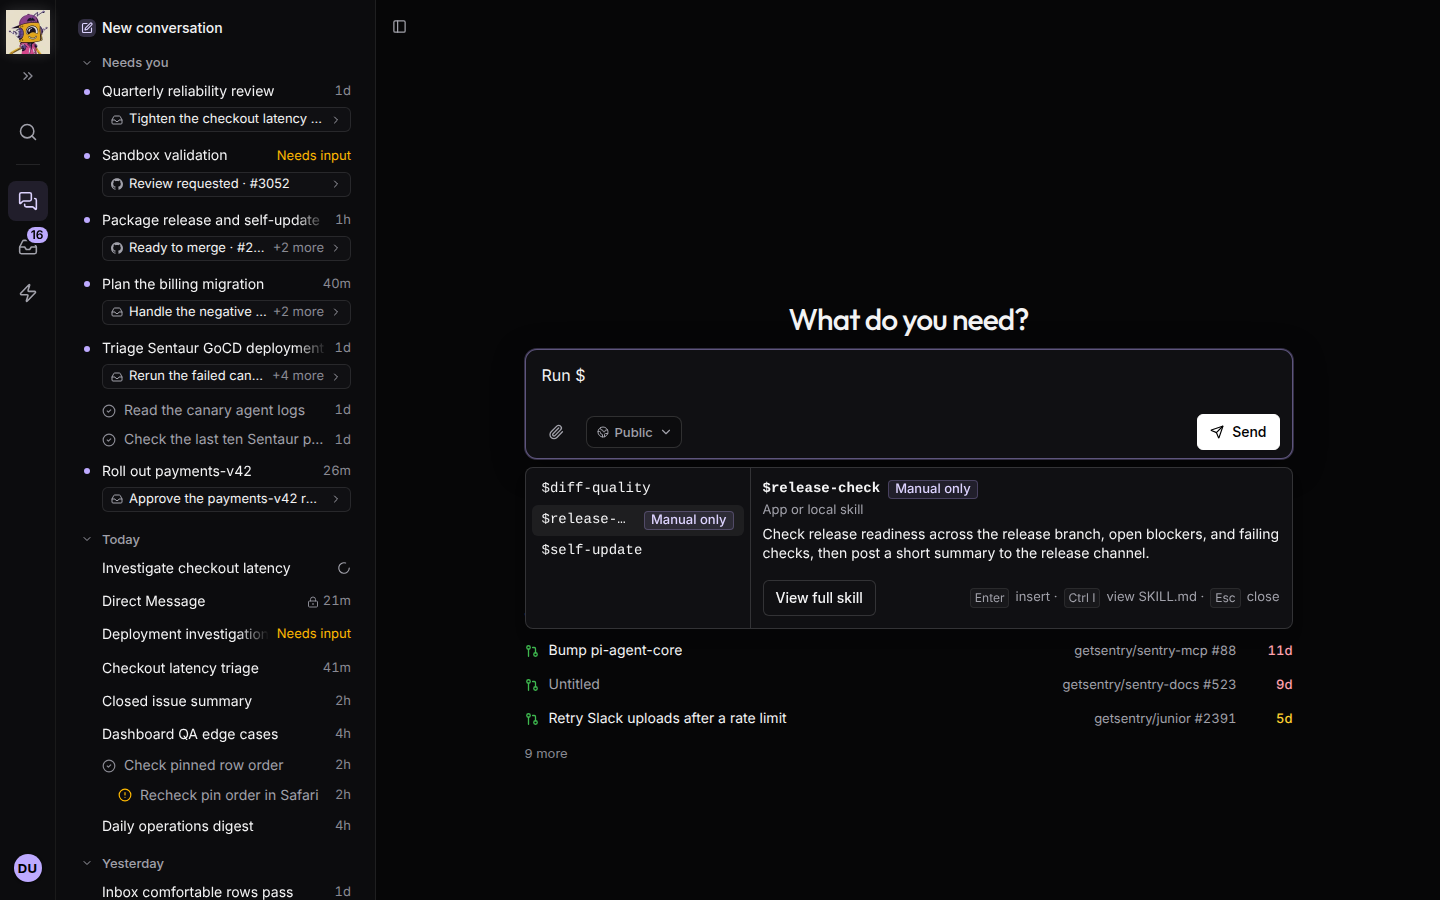 New conversation
Needs you
Quarterly reliability review 1d
Tighten the checkout latency ...
Sandbox validation Needs input
Review requested · #3052
Package release and self-update 1h
Ready to merge · #2... +2 more
Plan the billing migration 40m
Handle the negative ... +2 more
Triage Sentaur GoCD deployment 1d
Rerun the failed can... +4 more
Read the canary agent logs 1d
Check the last ten Sentaur p... 1d
Roll out payments-v42 26m
Approve the payments-v42 r...
Today
Investigate checkout latency
Direct Message 21m
Deployment investigation Needs input
Checkout latency triage 41m
Closed issue summary 2h
Dashboard QA edge cases 4h
Check pinned row order 2h
Recheck pin order in Safari 2h
Daily operations digest 4h
Yesterday
Inbox comfortable rows pass 1d
16
DU
What do you need?
Run $
Public
Send
$diff-quality
$release-... Manual only
$self-update
$release-check Manual only
App or local skill
Check release readiness across the release branch, open blockers, and failing
checks, then post a short summary to the release channel.
View full skill
Enter insert · Ctrl I view SKILL.md · Esc close
Bump pi-agent-core getsentry/sentry-mcp #88 11d
Untitled getsentry/sentry-docs #523 9d
Retry Slack uploads after a rate limit getsentry/junior #2391 5d
9 more